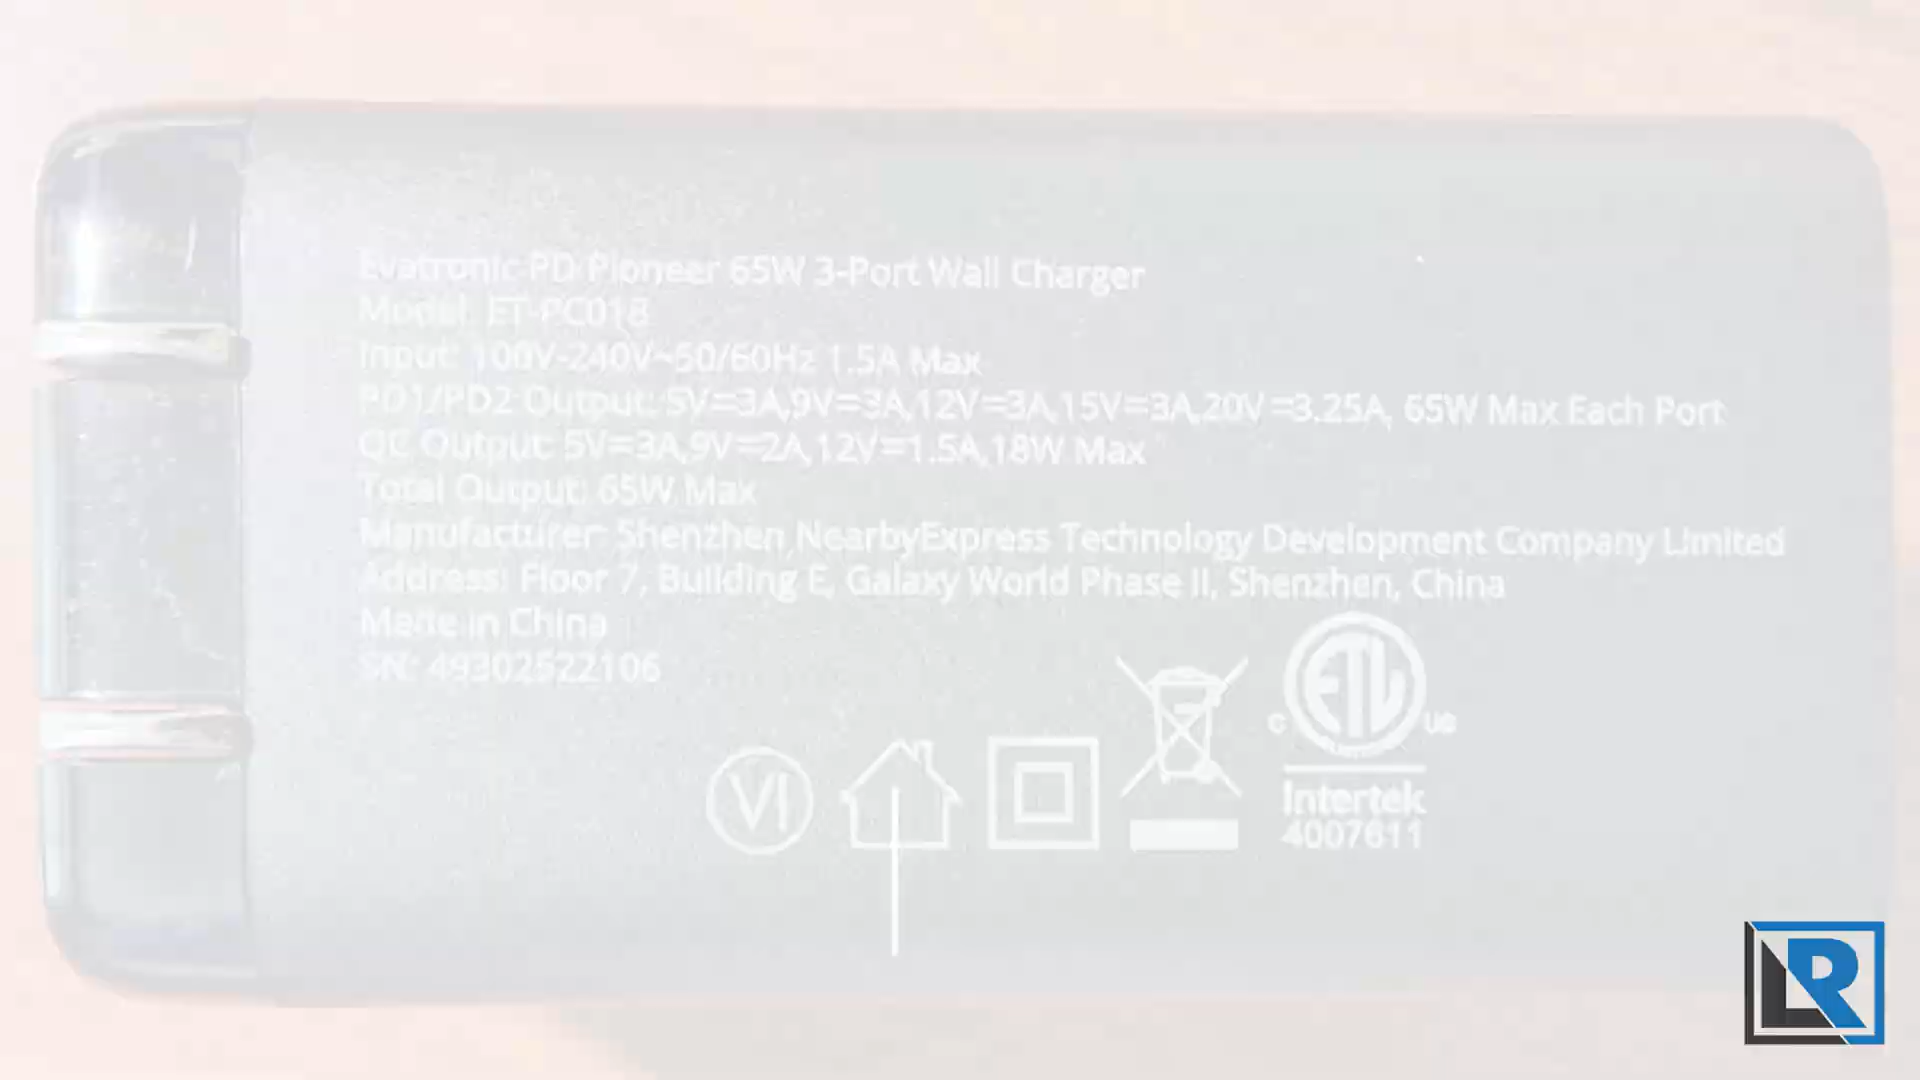 Evatronic PD Pioneer 65W 3-Port Wall Charger
Model: ET-PC018
Input: 100V-240V~50/60Hz 1.5A Max
PD1/PD2 Output: 5V=3A,9V=3A,12V=3A,15V=3A,20V=3.25A, 65W Max Each Port
QC Output: 5V=3A,9V=2A,12V=1.5A,18W Max
Total Output: 65W Max
Manufacturer: Shenzhen NearbyExpress Technology Development Company Limited
Address: Floor 7, Building E, Galaxy World Phase II, Shenzhen, China
Made in China
SN: 49302522106
VI
c ETL us
Intertek
4007611
LR